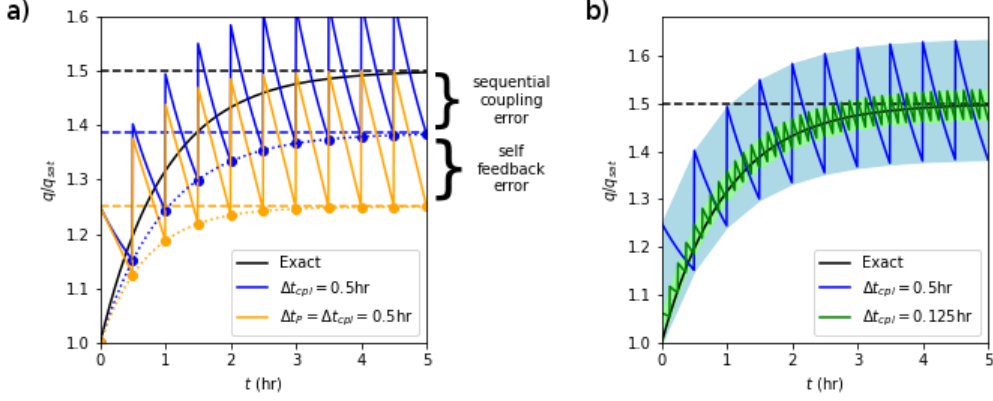 a)
1.6
1.5
1.4
1.3
1.2
1.1
1.0
q/q_sat
0 1 2 3 4 5
t (hr)
Exact
Δt_cpl = 0.5hr
Δt_P = Δt_cpl = 0.5hr
sequential
coupling
error
self
feedback
error
b)
1.6
1.5
1.4
1.3
1.2
1.1
1.0
q/q_sat
0 1 2 3 4 5
t (hr)
Exact
Δt_cpl = 0.5hr
Δt_cpl = 0.125hr